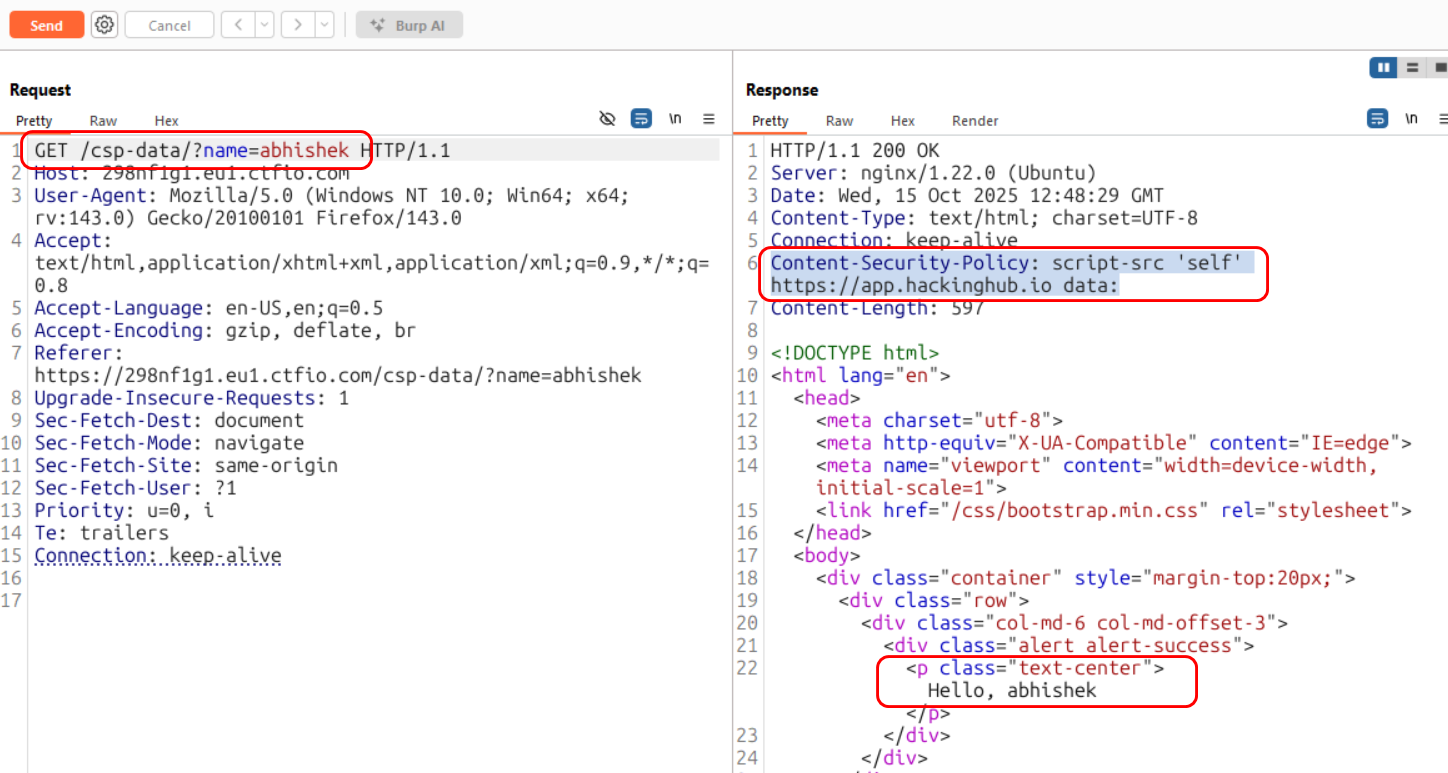 Send
Cancel
<
>
Burp AI
Request
Pretty Raw Hex
\n
1 GET /csp-data/?name=abhishek HTTP/1.1
2 Host: 298nf1g1.eu1.ctfio.com
3 User-Agent: Mozilla/5.0 (Windows NT 10.0; Win64; x64;
rv:143.0) Gecko/20100101 Firefox/143.0
4 Accept:
text/html,application/xhtml+xml,application/xml;q=0.9,*/*;q=
0.8
5 Accept-Language: en-US,en;q=0.5
6 Accept-Encoding: gzip, deflate, br
7 Referer:
https://298nf1g1.eu1.ctfio.com/csp-data/?name=abhishek
8 Upgrade-Insecure-Requests: 1
9 Sec-Fetch-Dest: document
10 Sec-Fetch-Mode: navigate
11 Sec-Fetch-Site: same-origin
12 Sec-Fetch-User: ?1
13 Priority: u=0, i
14 Te: trailers
15 Connection: keep-alive
16
17
Response
Pretty Raw Hex Render
\n
1 HTTP/1.1 200 OK
2 Server: nginx/1.22.0 (Ubuntu)
3 Date: Wed, 15 Oct 2025 12:48:29 GMT
4 Content-Type: text/html; charset=UTF-8
5 Connection: keep-alive
6 Content-Security-Policy: script-src 'self'
https://app.hackinghub.io data:
7 Content-Length: 597
8
9 <!DOCTYPE html>
10 <html lang="en">
11 <head>
12 <meta charset="utf-8">
13 <meta http-equiv="X-UA-Compatible" content="IE=edge">
14 <meta name="viewport" content="width=device-width,
initial-scale=1">
15 <link href="/css/bootstrap.min.css" rel="stylesheet">
16 </head>
17 <body>
18 <div class="container" style="margin-top:20px;">
19 <div class="row">
20 <div class="col-md-6 col-md-offset-3">
21 <div class="alert alert-success">
22 <p class="text-center">
Hello, abhishek
</p>
23 </div>
24 </div>